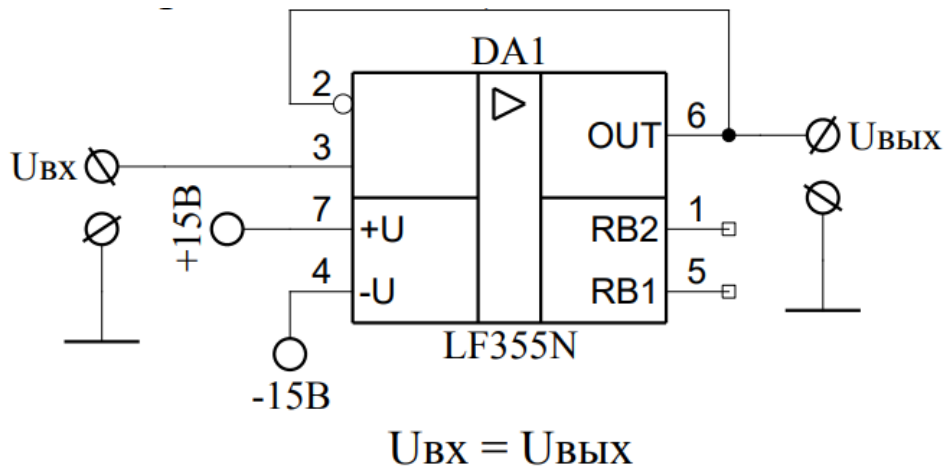 DA1
2
6
OUT
Uвых
Uвх
3
+15В
7
+U
RB2
1
4
-U
RB1
5
LF355N
-15В
Uвх = Uвых